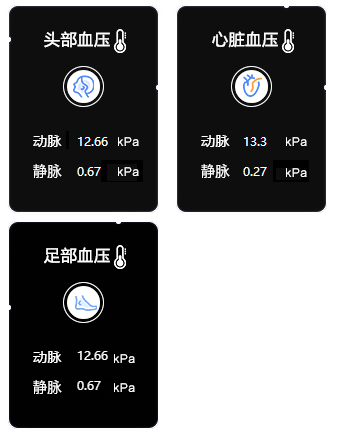 头部血压
动脉 12.66 kPa
静脉 0.67 kPa
心脏血压
动脉 13.3 kPa
静脉 0.27 kPa
足部血压
动脉 12.66 kPa
静脉 0.67 kPa